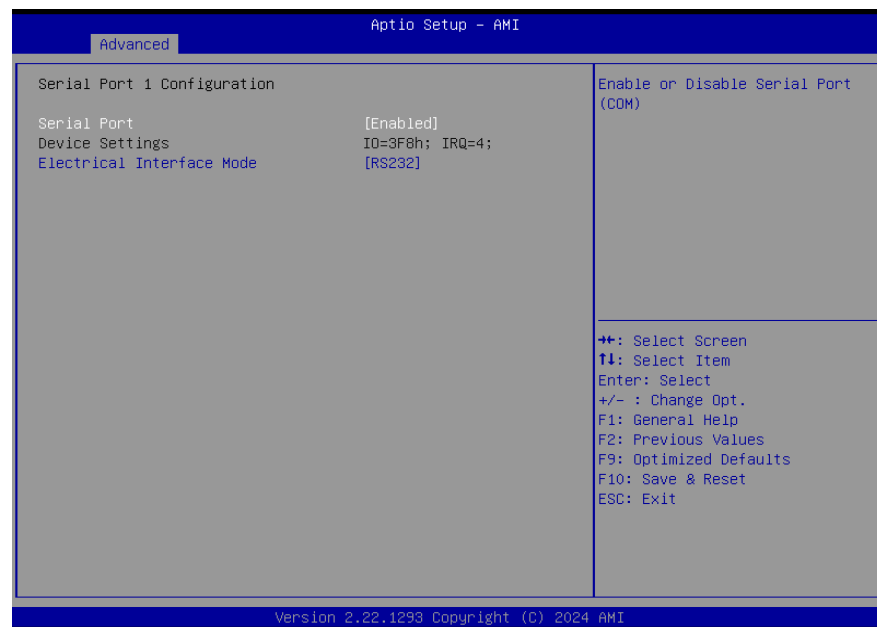 Aptio Setup – AMI
Advanced
Serial Port 1 Configuration
Serial Port [Enabled]
Device Settings IO=3F8h; IRQ=4;
Electrical Interface Mode [RS232]
Enable or Disable Serial Port
(COM)
→←: Select Screen
↑↓: Select Item
Enter: Select
+/- : Change Opt.
F1: General Help
F2: Previous Values
F9: Optimized Defaults
F10: Save & Reset
ESC: Exit
Version 2.22.1293 Copyright (C) 2024 AMI